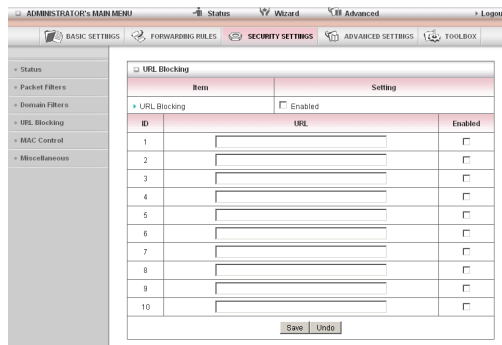 ADMINISTRATOR's MAIN MENU Status Wizard Advanced Logou
BASIC SETTINGS FORWARDING RULES SECURITY SETTINGS ADVANCED SETTINGS TOOLBOX
Status
Packet Filters
Domain Filters
URL Blocking
MAC Control
Miscellaneous
URL Blocking
Item Setting
URL Blocking Enabled
ID URL Enabled
1
2
3
4
5
6
7
8
9
10
Save Undo